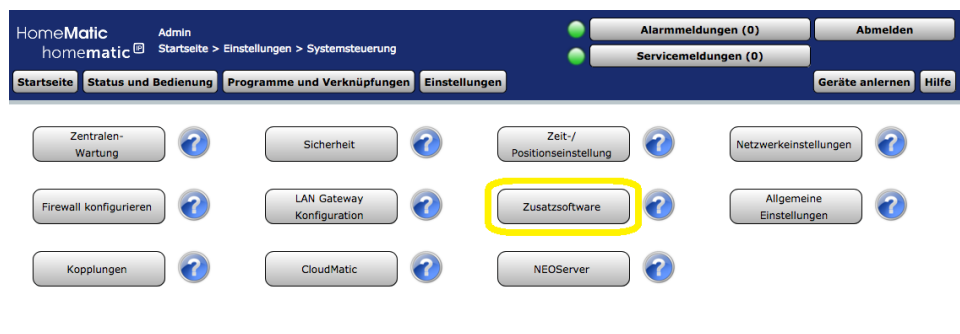 HomeMatic
homematic IP
Admin
Startseite > Einstellungen > Systemsteuerung
Alarmmeldungen (0)
Abmelden
Servicemeldungen (0)
Startseite
Status und Bedienung
Programme und Verknüpfungen
Einstellungen
Geräte anlernen
Hilfe
Zentralen-
Wartung
?
Sicherheit
?
Zeit-/
Positionseinstellung
?
Netzwerkeinstellungen
?
Firewall konfigurieren
?
LAN Gateway
Konfiguration
?
Zusatzsoftware
?
Allgemeine
Einstellungen
?
Kopplungen
?
CloudMatic
?
NEOServer
?